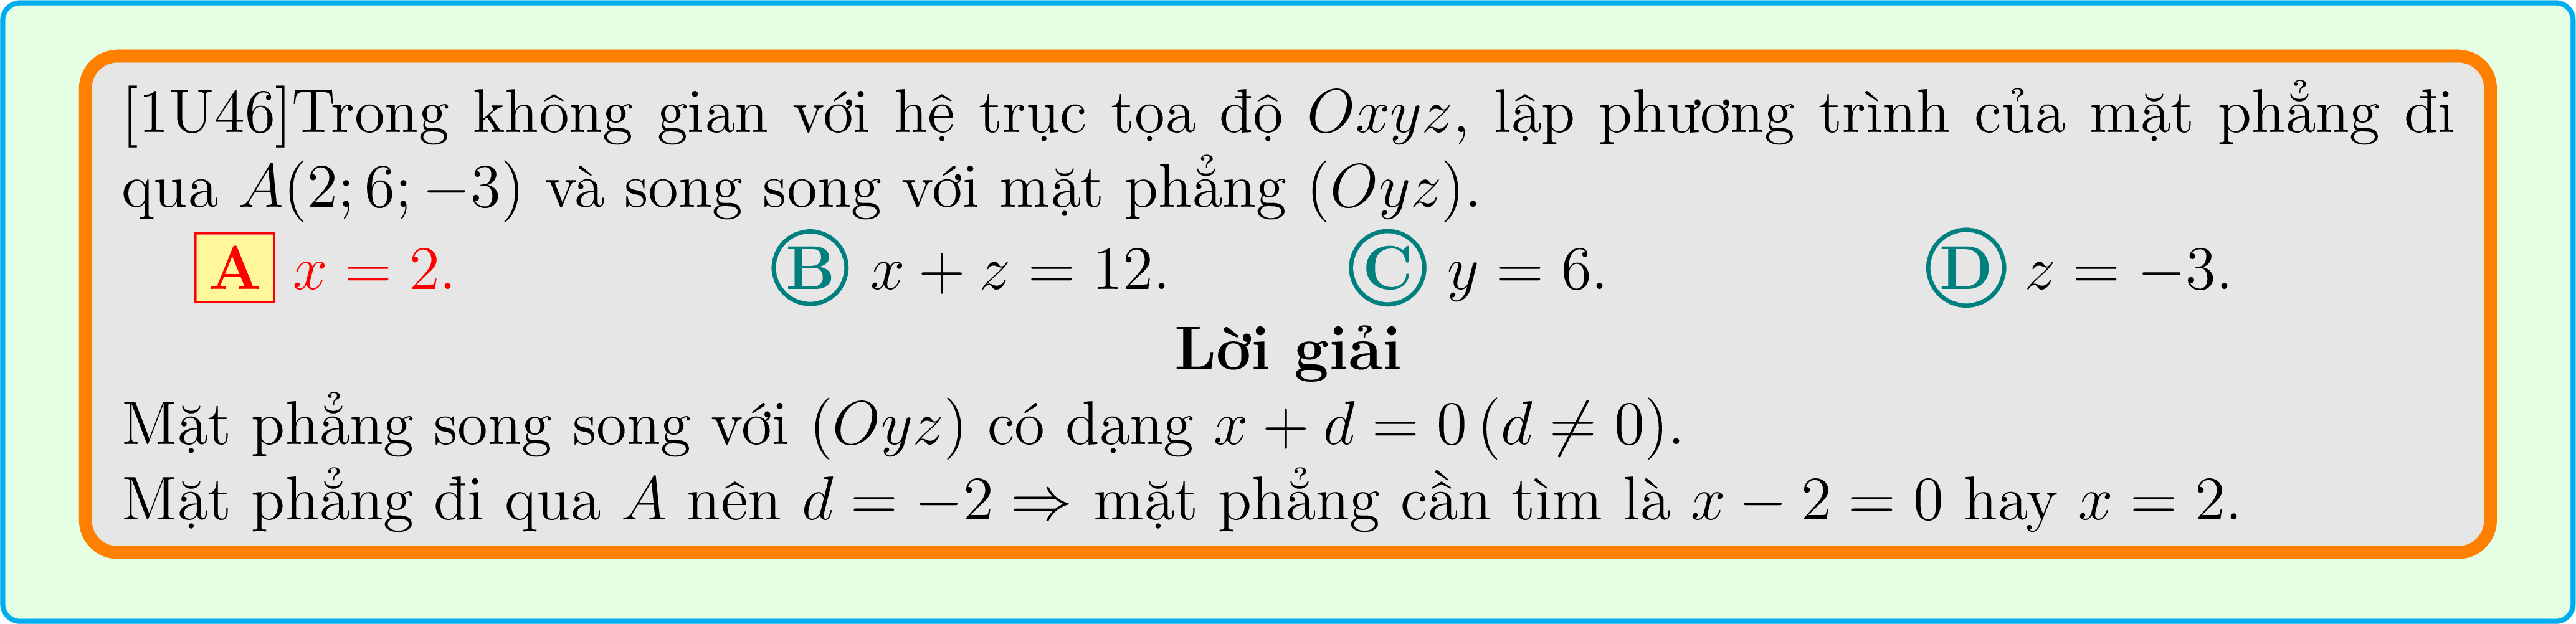 [1U46]Trong không gian với hệ trục tọa độ Oxyz, lập phương trình của mặt phẳng đi
qua A(2; 6; −3) và song song với mặt phẳng (Oyz).
A x = 2. B x + z = 12. C y = 6. D z = −3.
Lời giải
Mặt phẳng song song với (Oyz) có dạng x + d = 0 (d ≠ 0).
Mặt phẳng đi qua A nên d = −2 ⇒ mặt phẳng cần tìm là x − 2 = 0 hay x = 2.